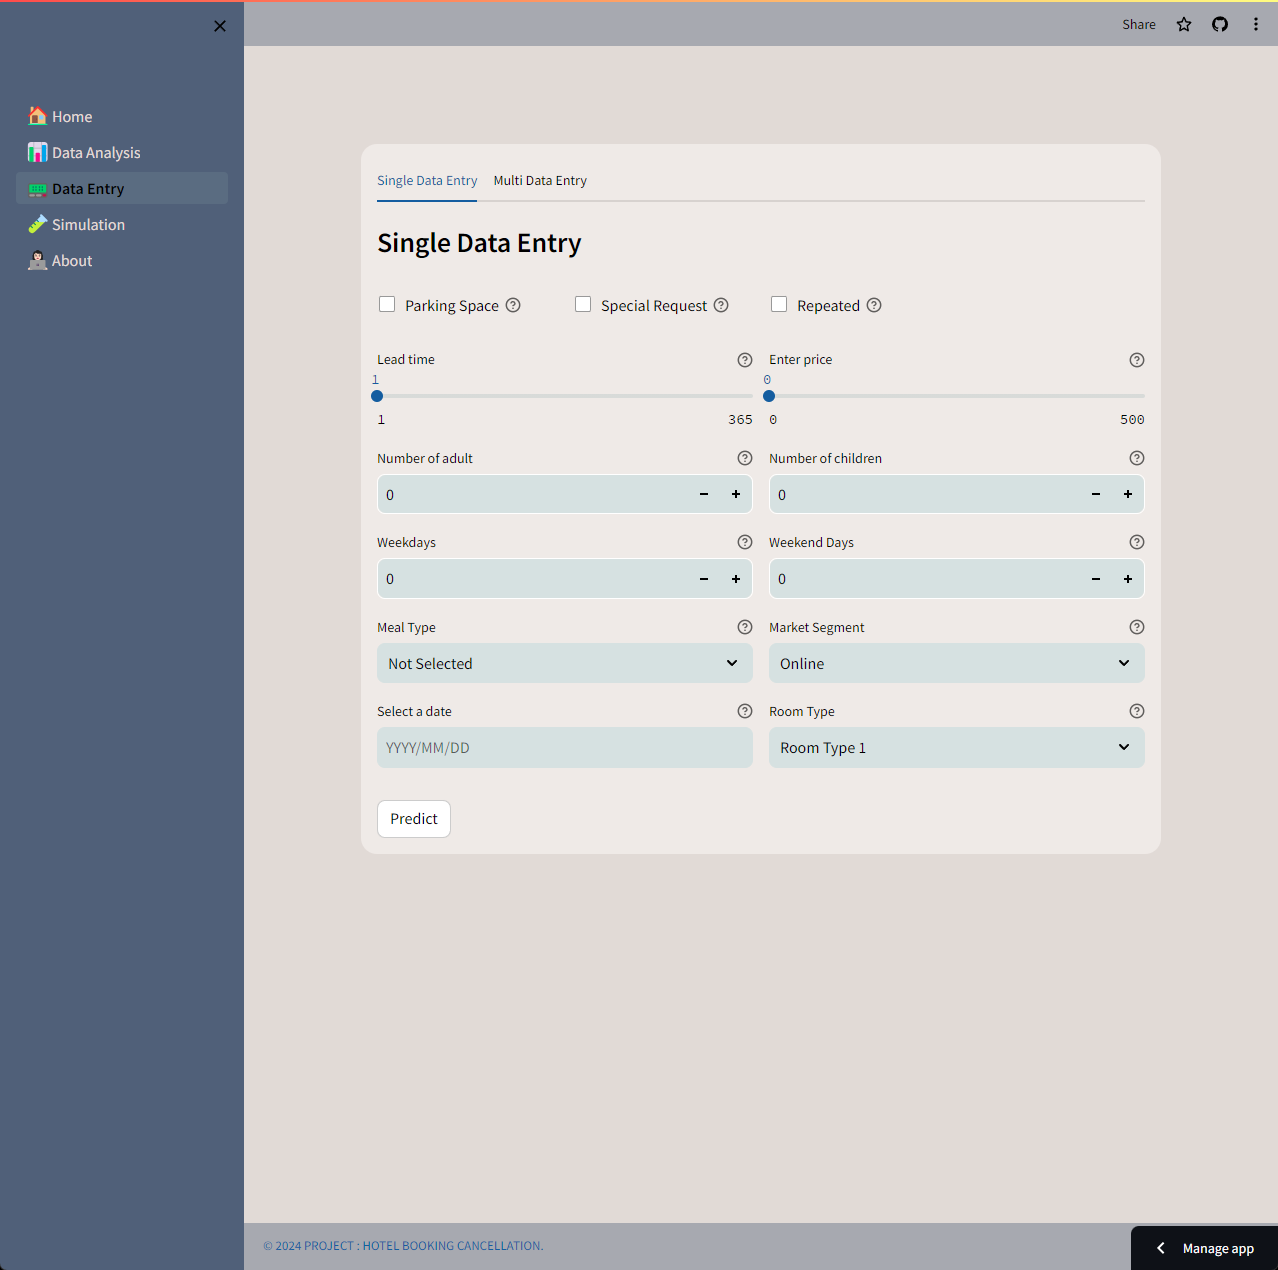 Share
Home
Data Analysis
Data Entry
Simulation
About
Single Data Entry Multi Data Entry
Single Data Entry
Parking Space Special Request Repeated
Lead time Enter price
1 0
1 365 0 500
Number of adult Number of children
0 0
Weekdays Weekend Days
0 0
Meal Type Market Segment
Not Selected Online
Select a date Room Type
YYYY/MM/DD Room Type 1
Predict
© 2024 PROJECT : HOTEL BOOKING CANCELLATION.
Manage app